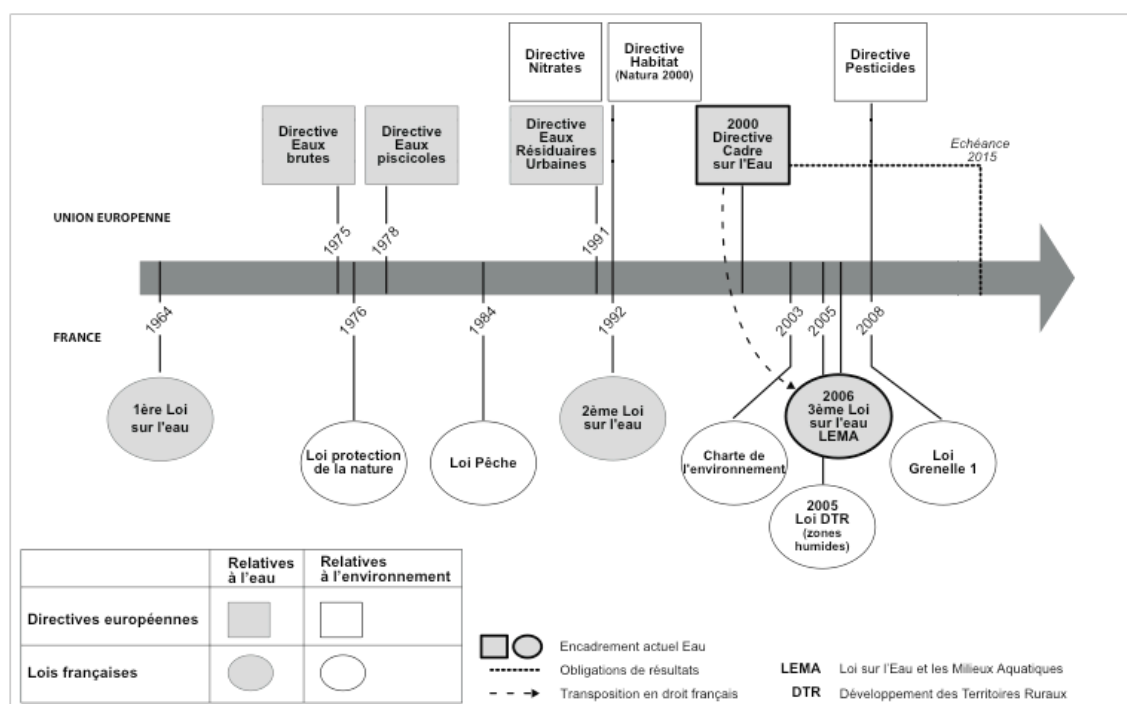 Directive
Nitrates
Directive
Habitat
(Natura 2000)
Directive
Pesticides
Directive
Eaux
brutes
Directive
Eaux
piscicoles
Directive
Eaux
Résiduaires
Urbaines
2000
Directive
Cadre
sur l'Eau
Echéance
2015
UNION EUROPENNE
1975
1978
1991
1964
1976
1984
1992
2003
2005
2008
FRANCE
1ère Loi
sur l'eau
Loi protection
de la nature
Loi Pêche
2ème Loi
sur l'eau
Charte de
l'environnement
2006
3ème Loi
sur l'eau
LEMA
Loi
Grenelle 1
2005
Loi DTR
(zones
humides)
Relatives
à l'eau
Relatives
à l'environnement
Directives européennes
Lois françaises
Encadrement actuel Eau
Obligations de résultats
Transposition en droit français
LEMA Loi sur l'Eau et les Milieux Aquatiques
DTR Développement des Territoires Ruraux